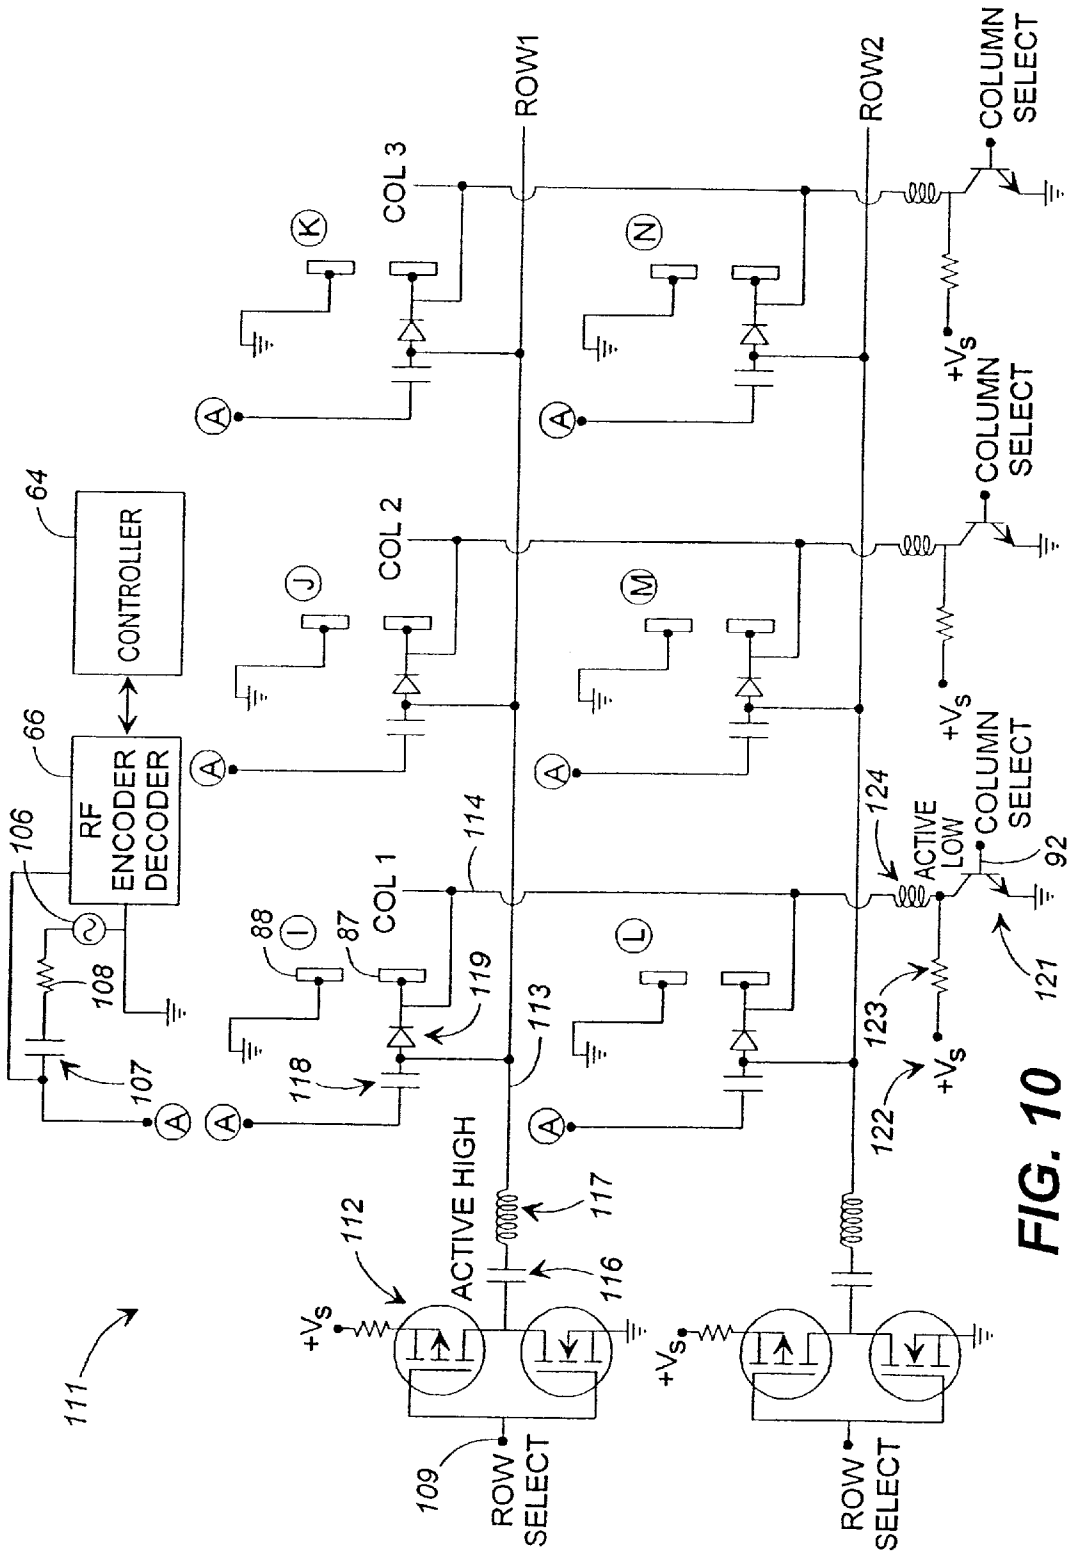 111
106
66
64
RF
ENCODER
DECODER
CONTROLLER
108
107
A
A
88
I
87
COL 1
118
119
114
113
A
J
COL 2
A
K
COL 3
ROW1
+VS
112
ACTIVE HIGH
109
ROW
SELECT
116
117
A
L
A
M
A
N
ROW2
+VS
ROW
SELECT
122
+VS
123
124
ACTIVE
LOW
COLUMN
SELECT
92
121
+VS
COLUMN
SELECT
+VS
COLUMN
SELECT
FIG. 10